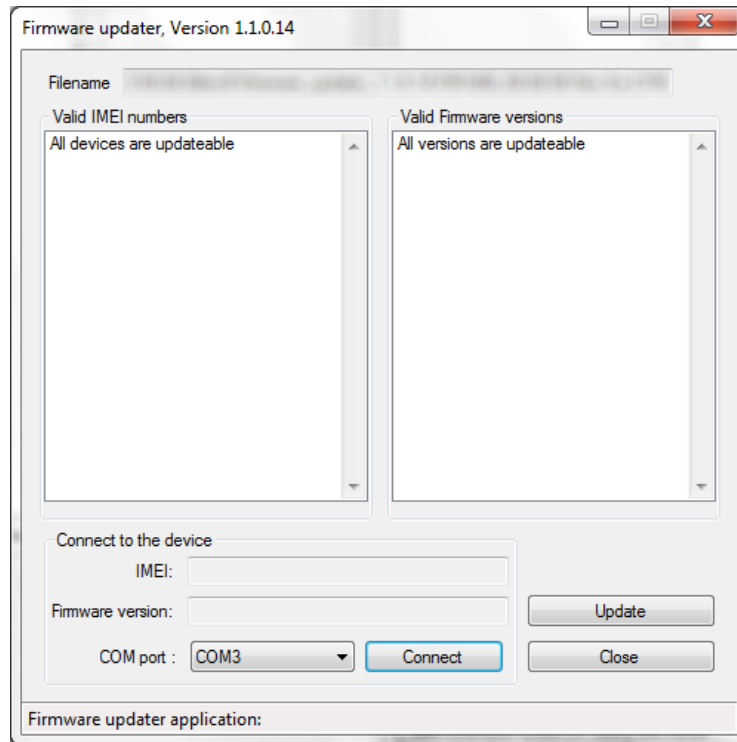 Firmware updater, Version 1.1.0.14
Filename
Valid IMEI numbers
All devices are updateable
Valid Firmware versions
All versions are updateable
Connect to the device
IMEI:
Firmware version:
Update
COM port :
COM3
Connect
Close
Firmware updater application: